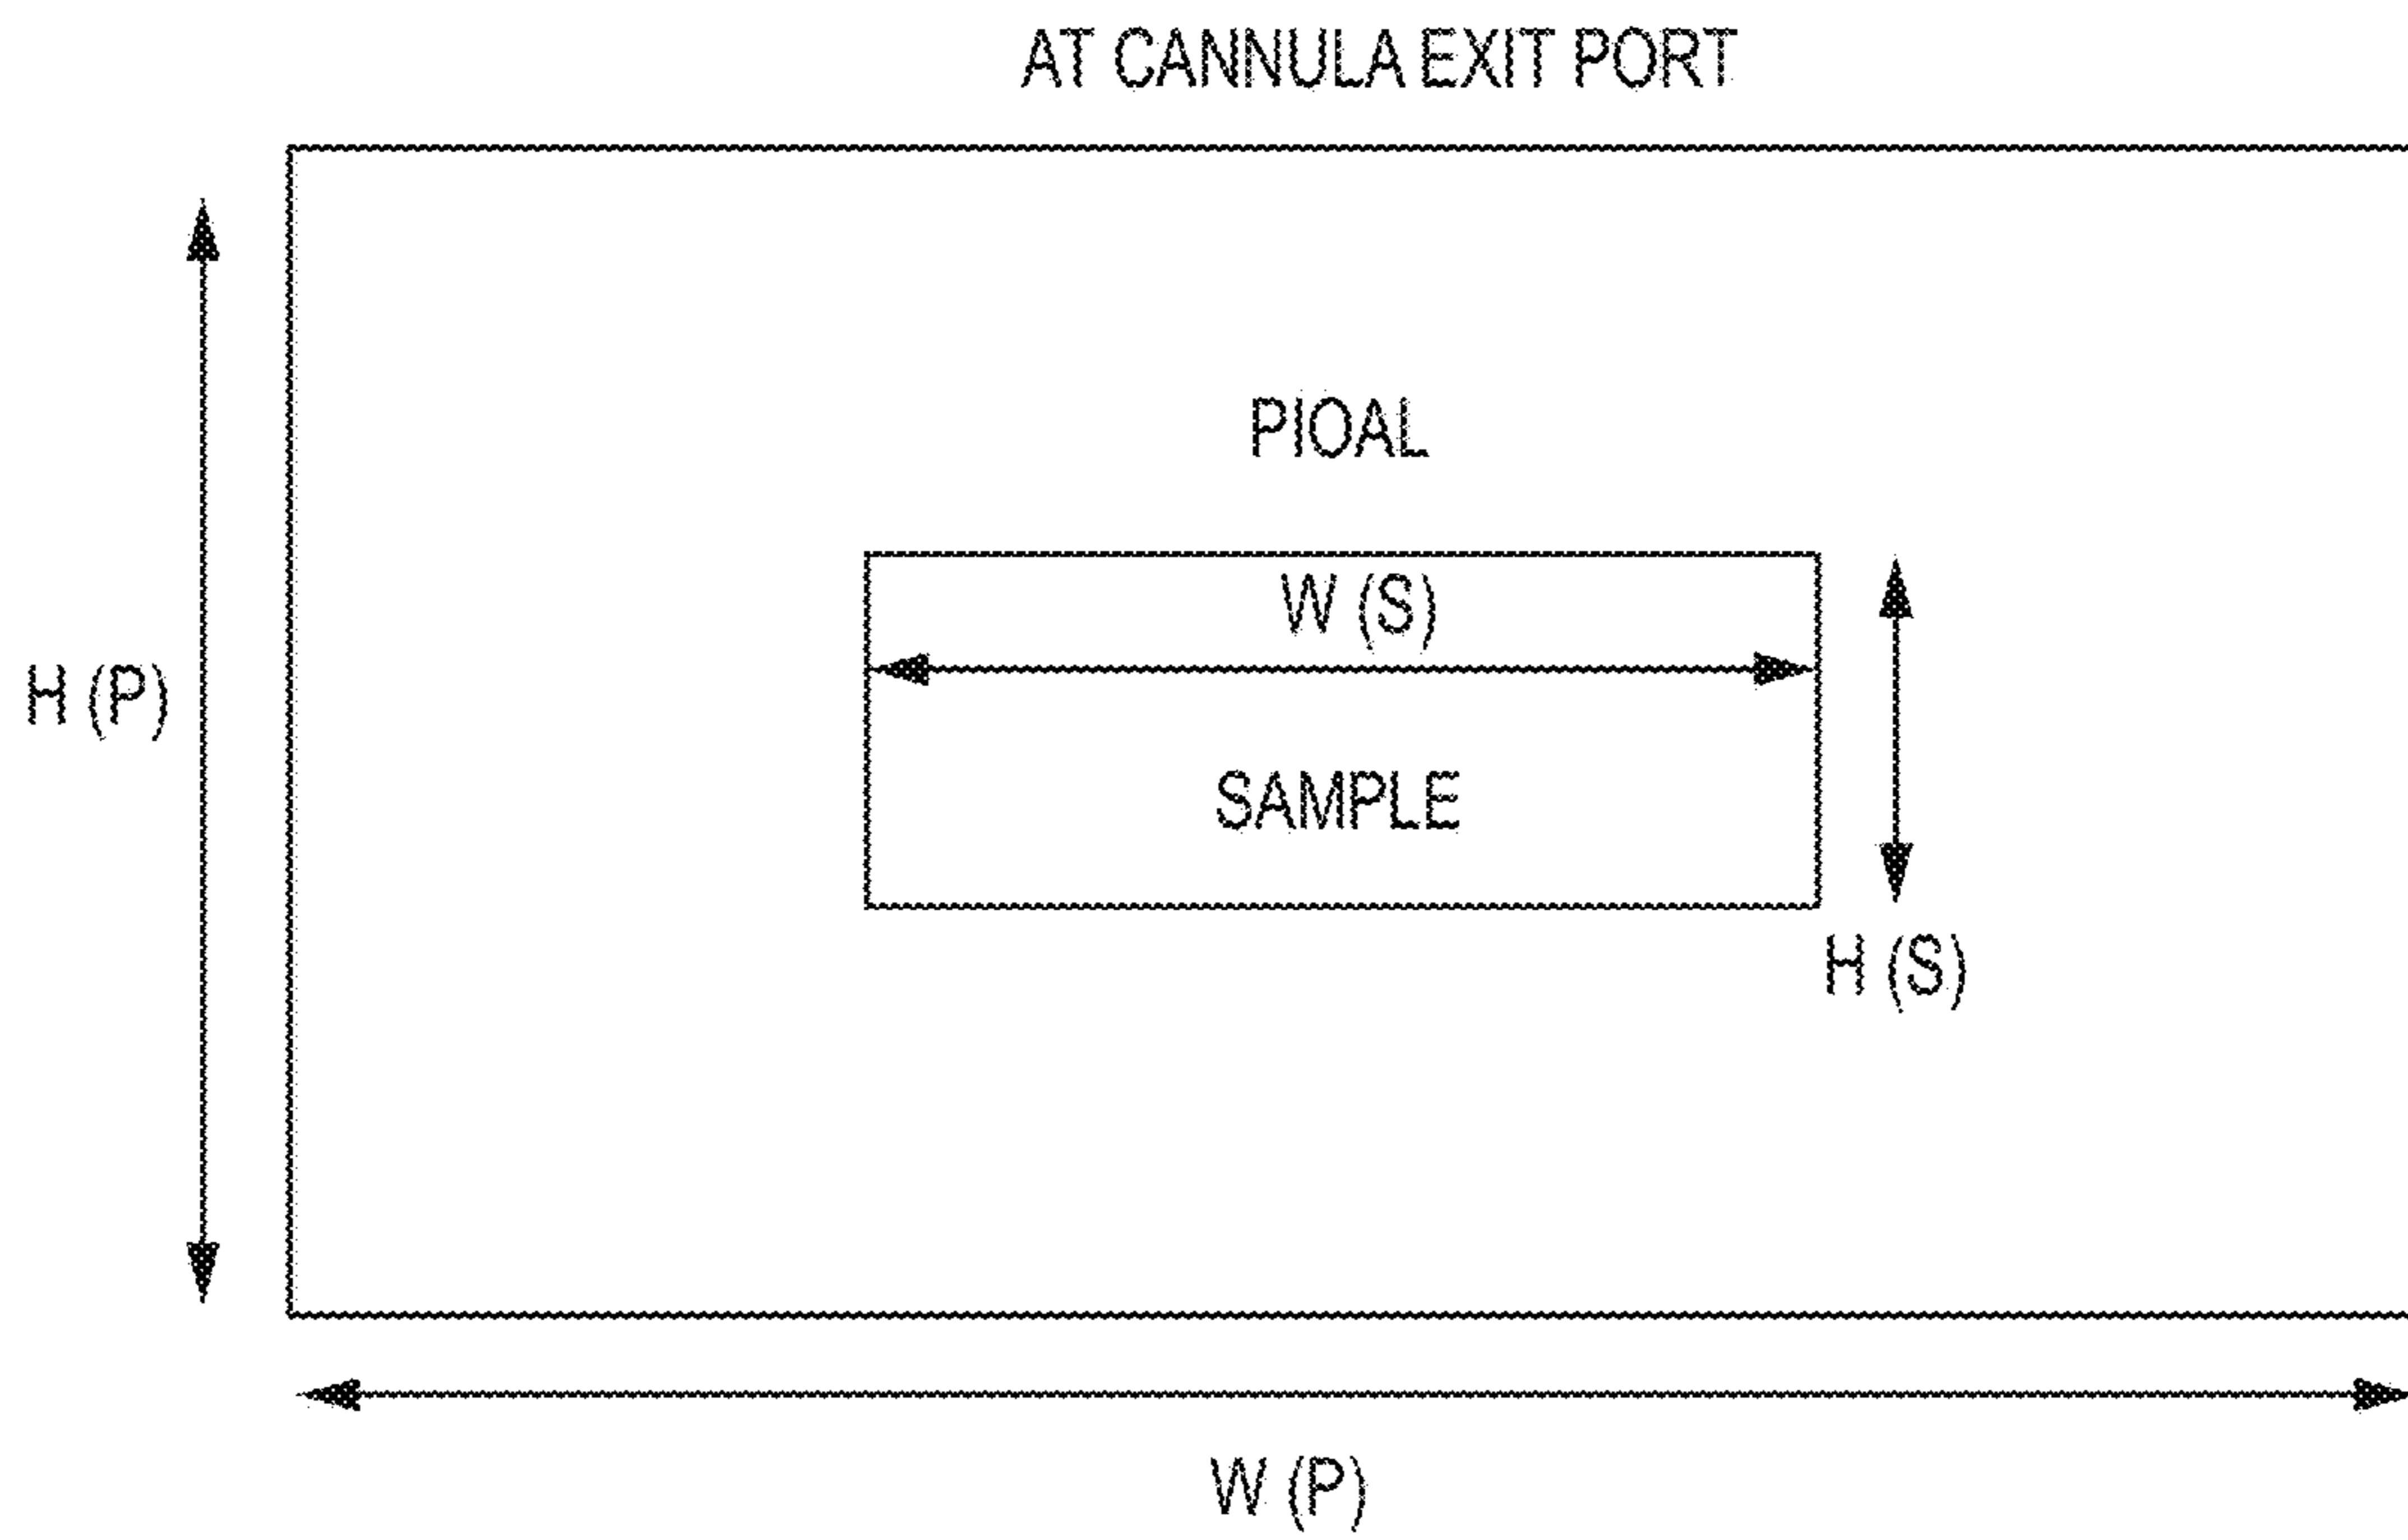 AT CANNULA EXIT PORT
PIOAL
W (S)
H (P)
SAMPLE
H (S)
W (P)